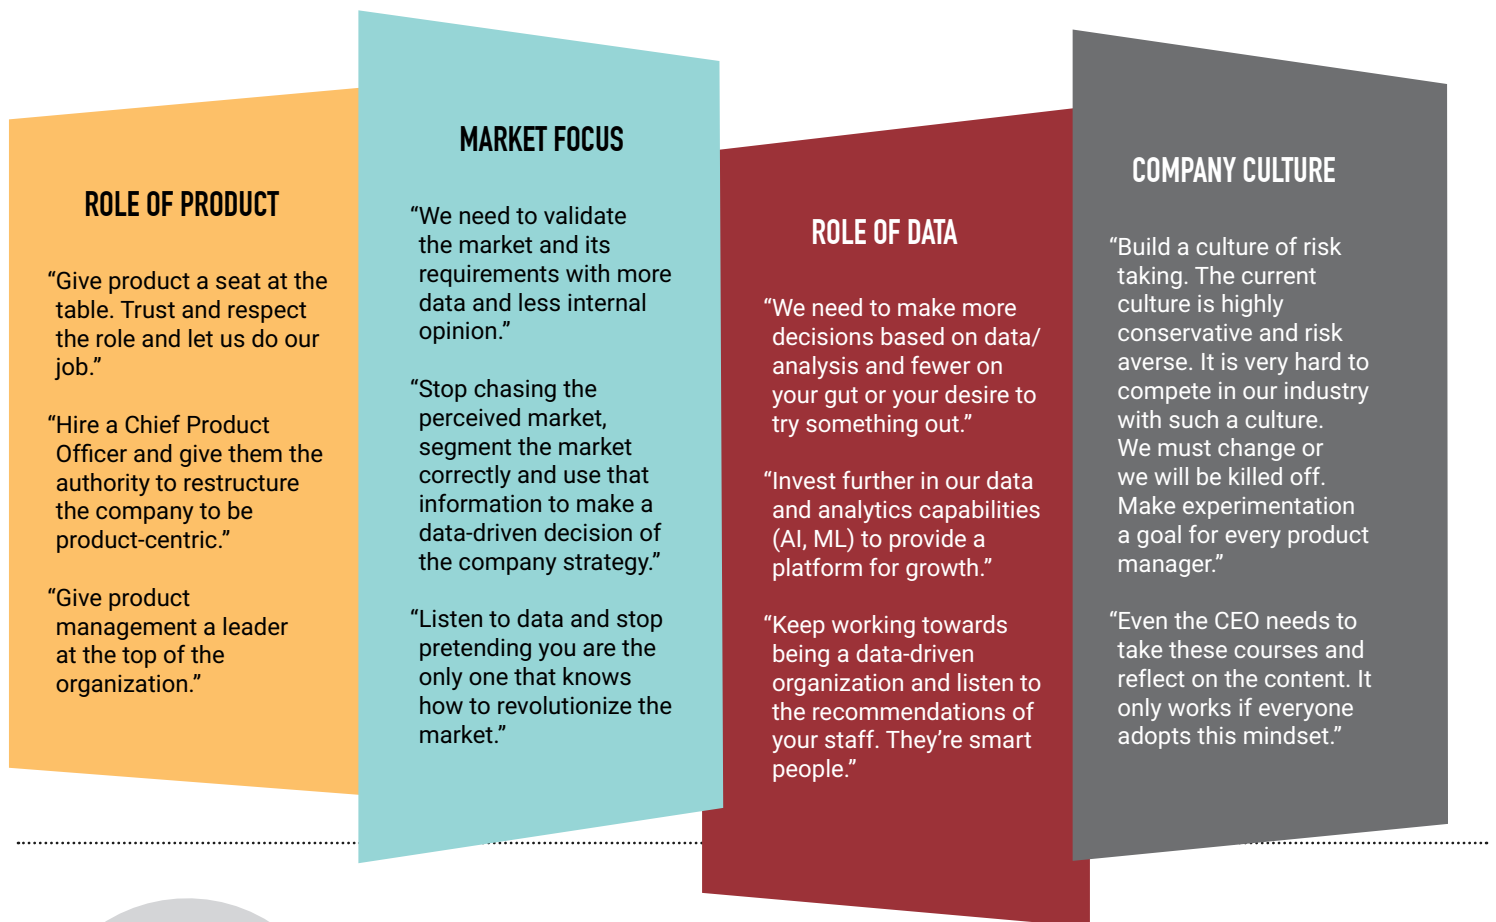 ROLE OF PRODUCT
“Give product a seat at the
table. Trust and respect
the role and let us do our
job.”
“Hire a Chief Product
Officer and give them the
authority to restructure
the company to be
product-centric.”
“Give product
management a leader
at the top of the
organization.”
MARKET FOCUS
“We need to validate
the market and its
requirements with more
data and less internal
opinion.”
“Stop chasing the
perceived market,
segment the market
correctly and use that
information to make a
data-driven decision of
the company strategy.”
“Listen to data and stop
pretending you are the
only one that knows
how to revolutionize the
market.”
ROLE OF DATA
“We need to make more
decisions based on data/
analysis and fewer on
your gut or your desire to
try something out.”
“Invest further in our data
and analytics capabilities
(AI, ML) to provide a
platform for growth.”
“Keep working towards
being a data-driven
organization and listen to
the recommendations of
your staff. They’re smart
people.”
COMPANY CULTURE
“Build a culture of risk
taking. The current
culture is highly
conservative and risk
averse. It is very hard to
compete in our industry
with such a culture.
We must change or
we will be killed off.
Make experimentation
a goal for every product
manager.”
“Even the CEO needs to
take these courses and
reflect on the content. It
only works if everyone
adopts this mindset.”